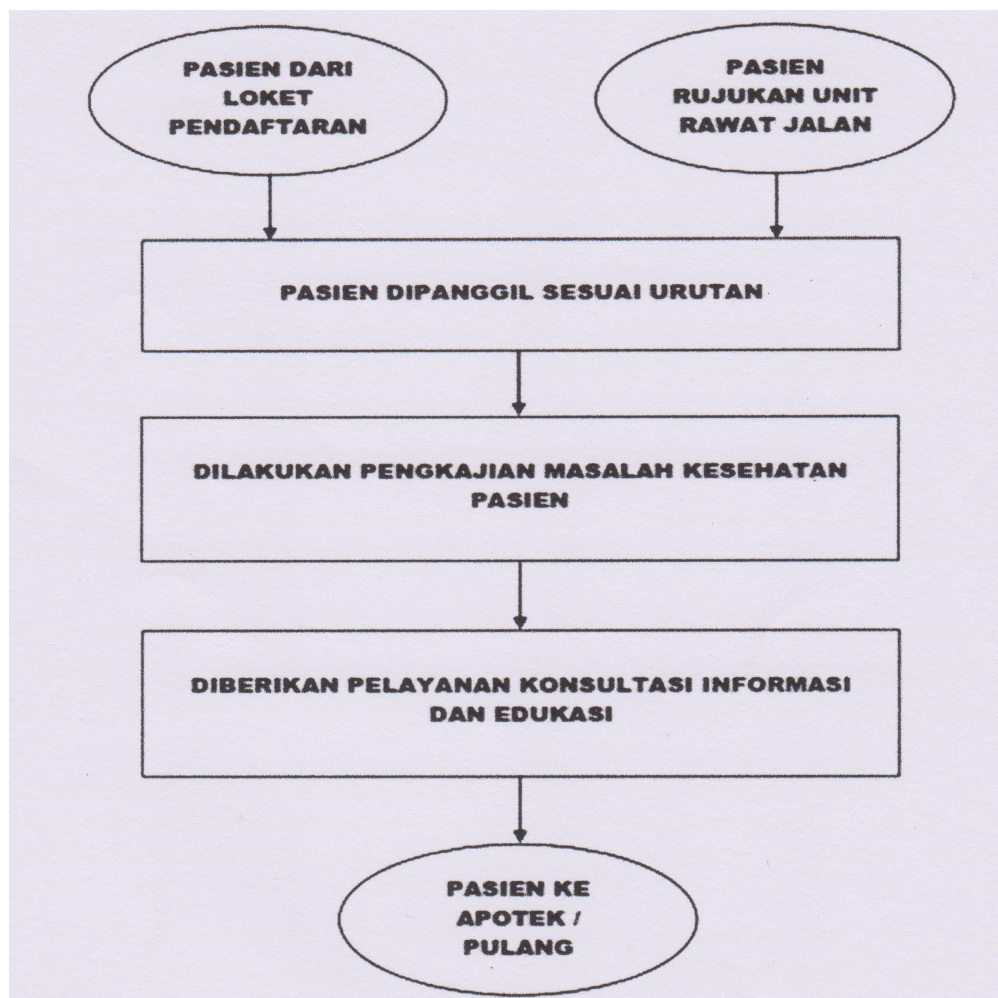 PASIEN DARI
LOKET
PENDAFTARAN
PASIEN
RUJUKAN UNIT
RAWAT JALAN
PASIEN DIPANGGIL SESUAI URUTAN
DILAKUKAN PENGKAJIAN MASALAH KESEHATAN
PASIEN
DIBERIKAN PELAYANAN KONSULTASI INFORMASI
DAN EDUKASI
PASIEN KE
APOTEK /
PULANG